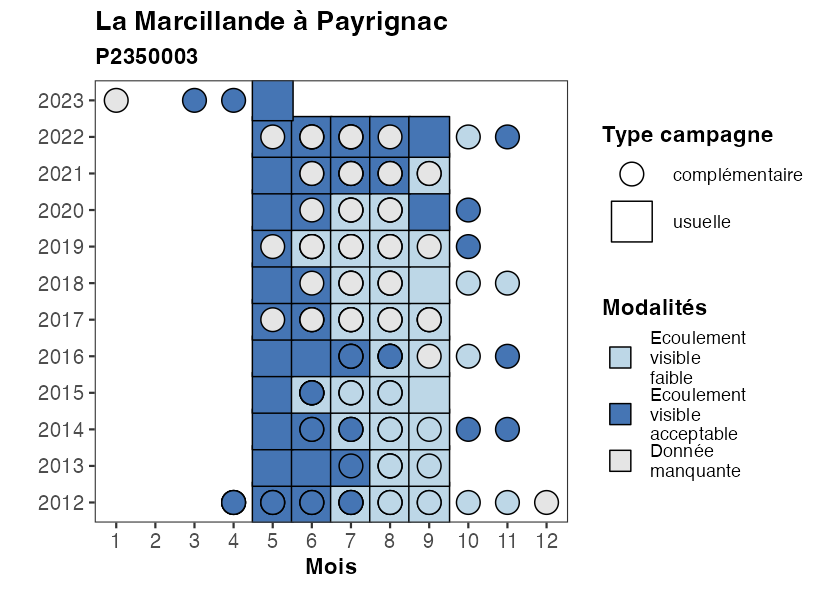 La Marcillande à Payrignac
P2350003
2023
2022
2021
2020
2019
2018
2017
2016
2015
2014
2013
2012
1 2 3 4 5 6 7 8 9 10 11 12
Mois
Type campagne
complémentaire
usuelle
Modalités
Ecoulement
visible
faible
Ecoulement
visible
acceptable
Donnée
manquante